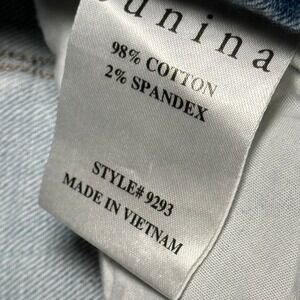 unina
98% COTTON
2% SPANDEX
STYLE# 9293
MADE IN VIETNAM